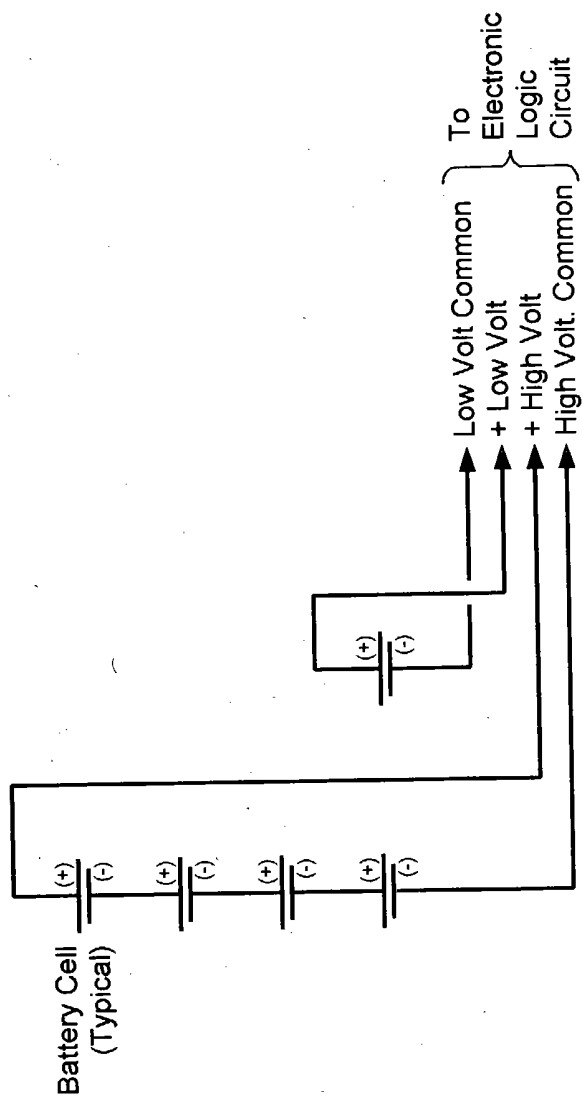 Battery Cell
(Typical)
(+)
(-)
(+)
(-)
(+)
(-)
(+)
(-)
(+)
(-)
Low Volt Common
+ Low Volt
+ High Volt
High Volt. Common
To
Electronic
Logic
Circuit